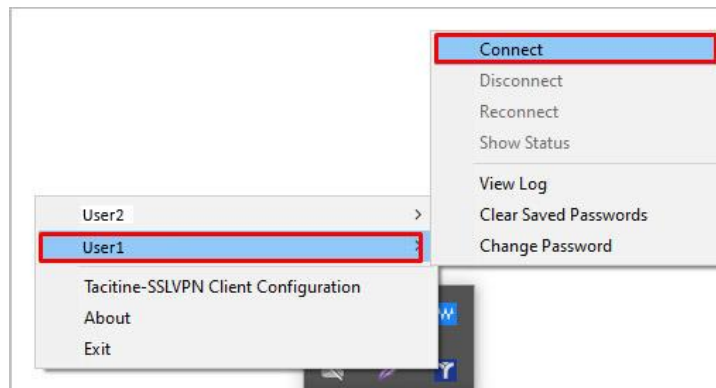 Connect
Disconnect
Reconnect
Show Status
View Log
Clear Saved Passwords
Change Password
User2
User1
Tacitine-SSLVPN Client Configuration
About
Exit